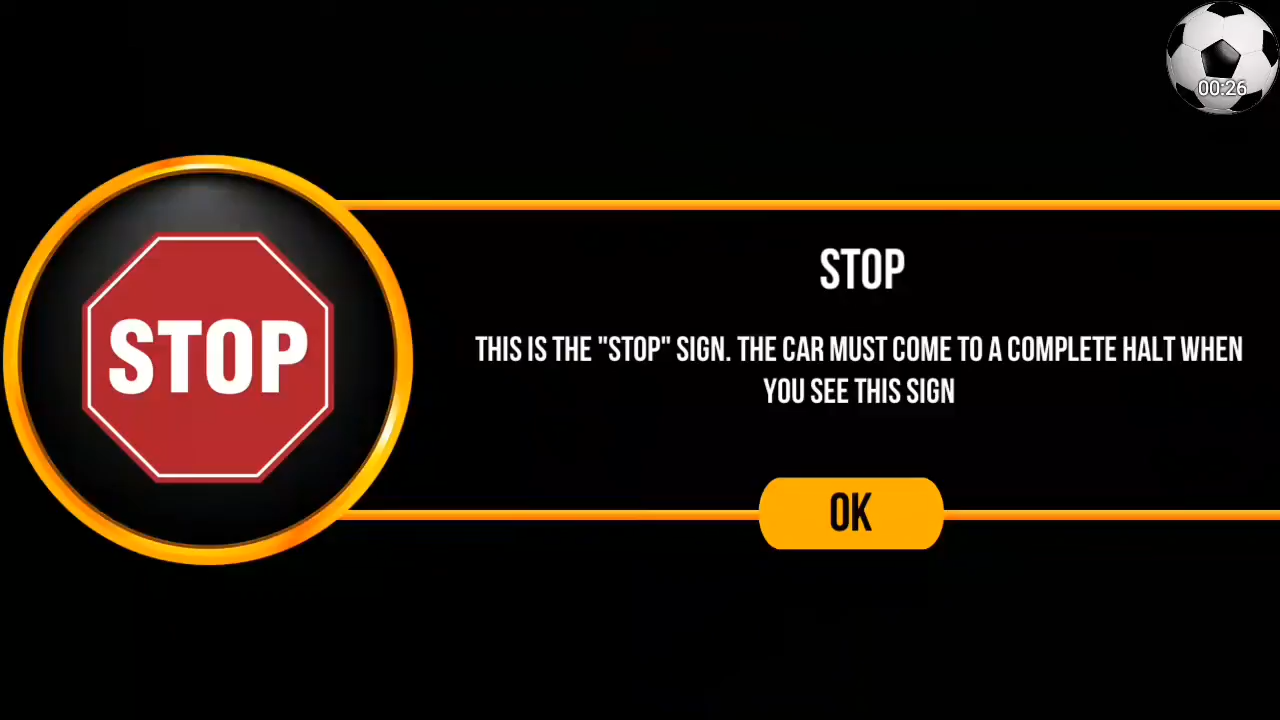 00:26
STOP
STOP
THIS IS THE "STOP" SIGN. THE CAR MUST COME TO A COMPLETE HALT WHEN
YOU SEE THIS SIGN
OK